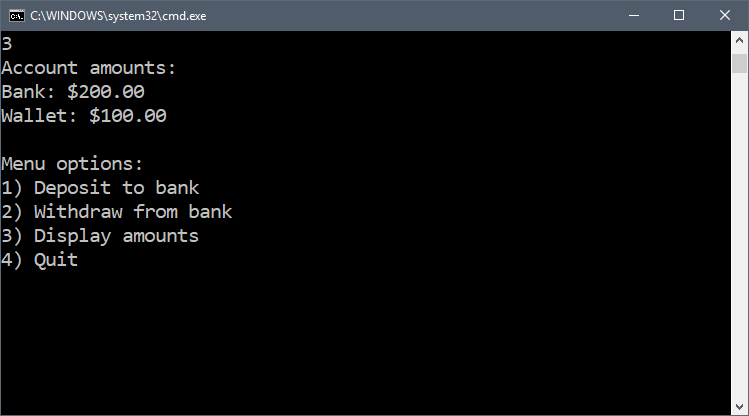 C:\WINDOWS\system32\cmd.exe
3
Account amounts:
Bank: $200.00
Wallet: $100.00
Menu options:
1) Deposit to bank
2) Withdraw from bank
3) Display amounts
4) Quit